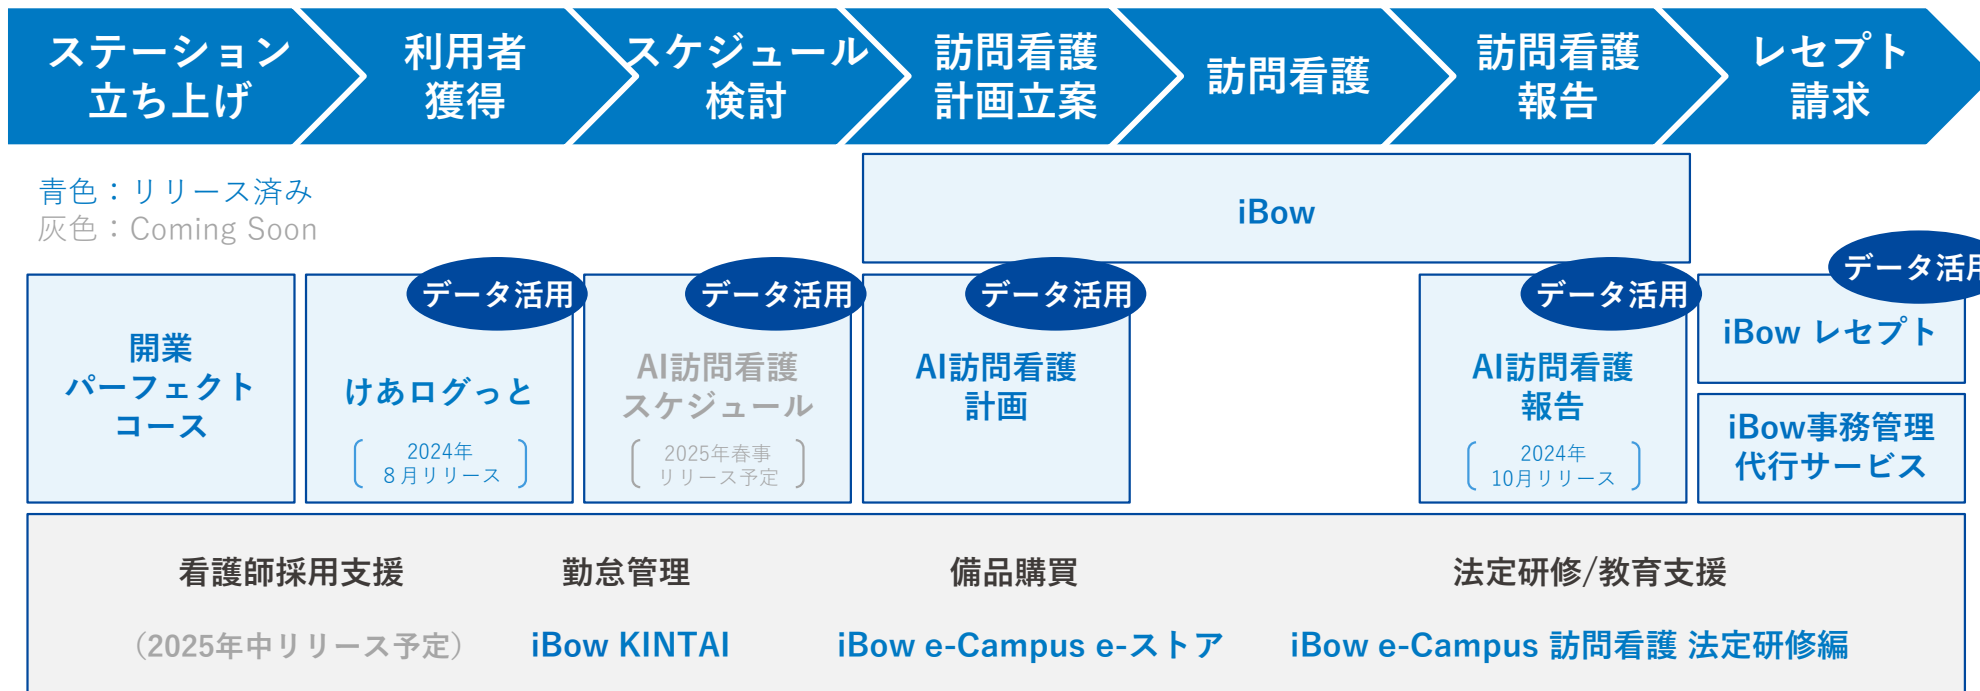 ステーション
立ち上げ
利用者
獲得
スケジュール
検討
訪問看護
計画立案
訪問看護
訪問看護
報告
レセプト
請求
青色：リリース済み
灰色：Coming Soon
iBow
開業
パーフェクト
コース
データ活用
けあログっと
2024年
8月リリース
データ活用
AI訪問看護
スケジュール
2025年春事
リリース予定
データ活用
AI訪問看護
計画
データ活用
AI訪問看護
報告
2024年
10月リリース
データ活用
iBow レセプト
iBow事務管理
代行サービス
看護師採用支援
（2025年中リリース予定）
勤怠管理
iBow KINTAI
備品購買
iBow e-Campus e-ストア
法定研修/教育支援
iBow e-Campus 訪問看護 法定研修編